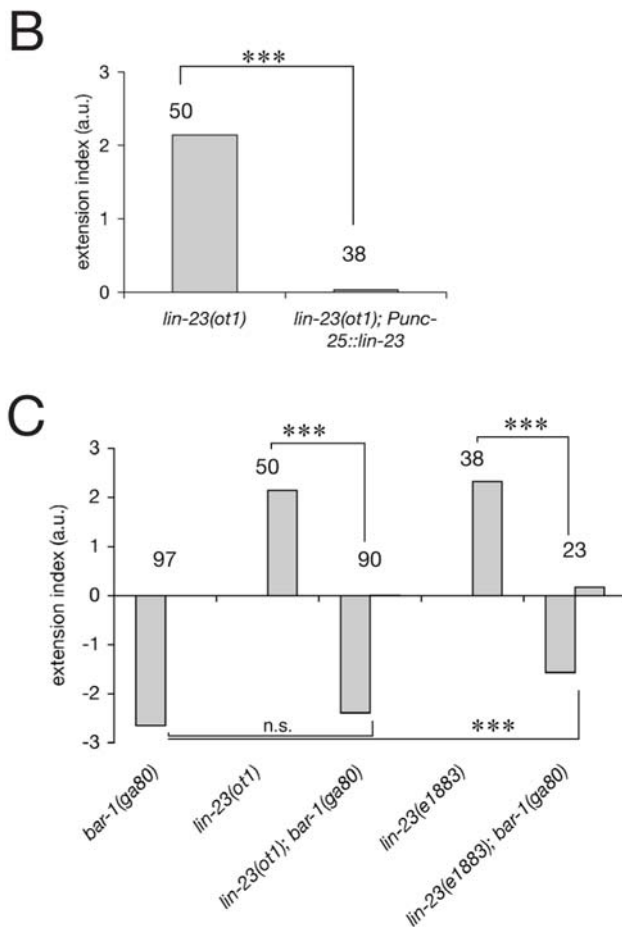 B
***
3
50
extension index (a.u.)
2
1
38
0
lin-23(ot1)
lin-23(ot1); Punc-
25::lin-23
C
3
***
***
50
38
2
extension index (a.u.)
1
97
90
23
0
-1
-2
n.s.
***
-3
bar-1(ga80)
lin-23(ot1)
lin-23(ot1); bar-1(ga80)
lin-23(e1883)
lin-23(e1883); bar-1(ga80)